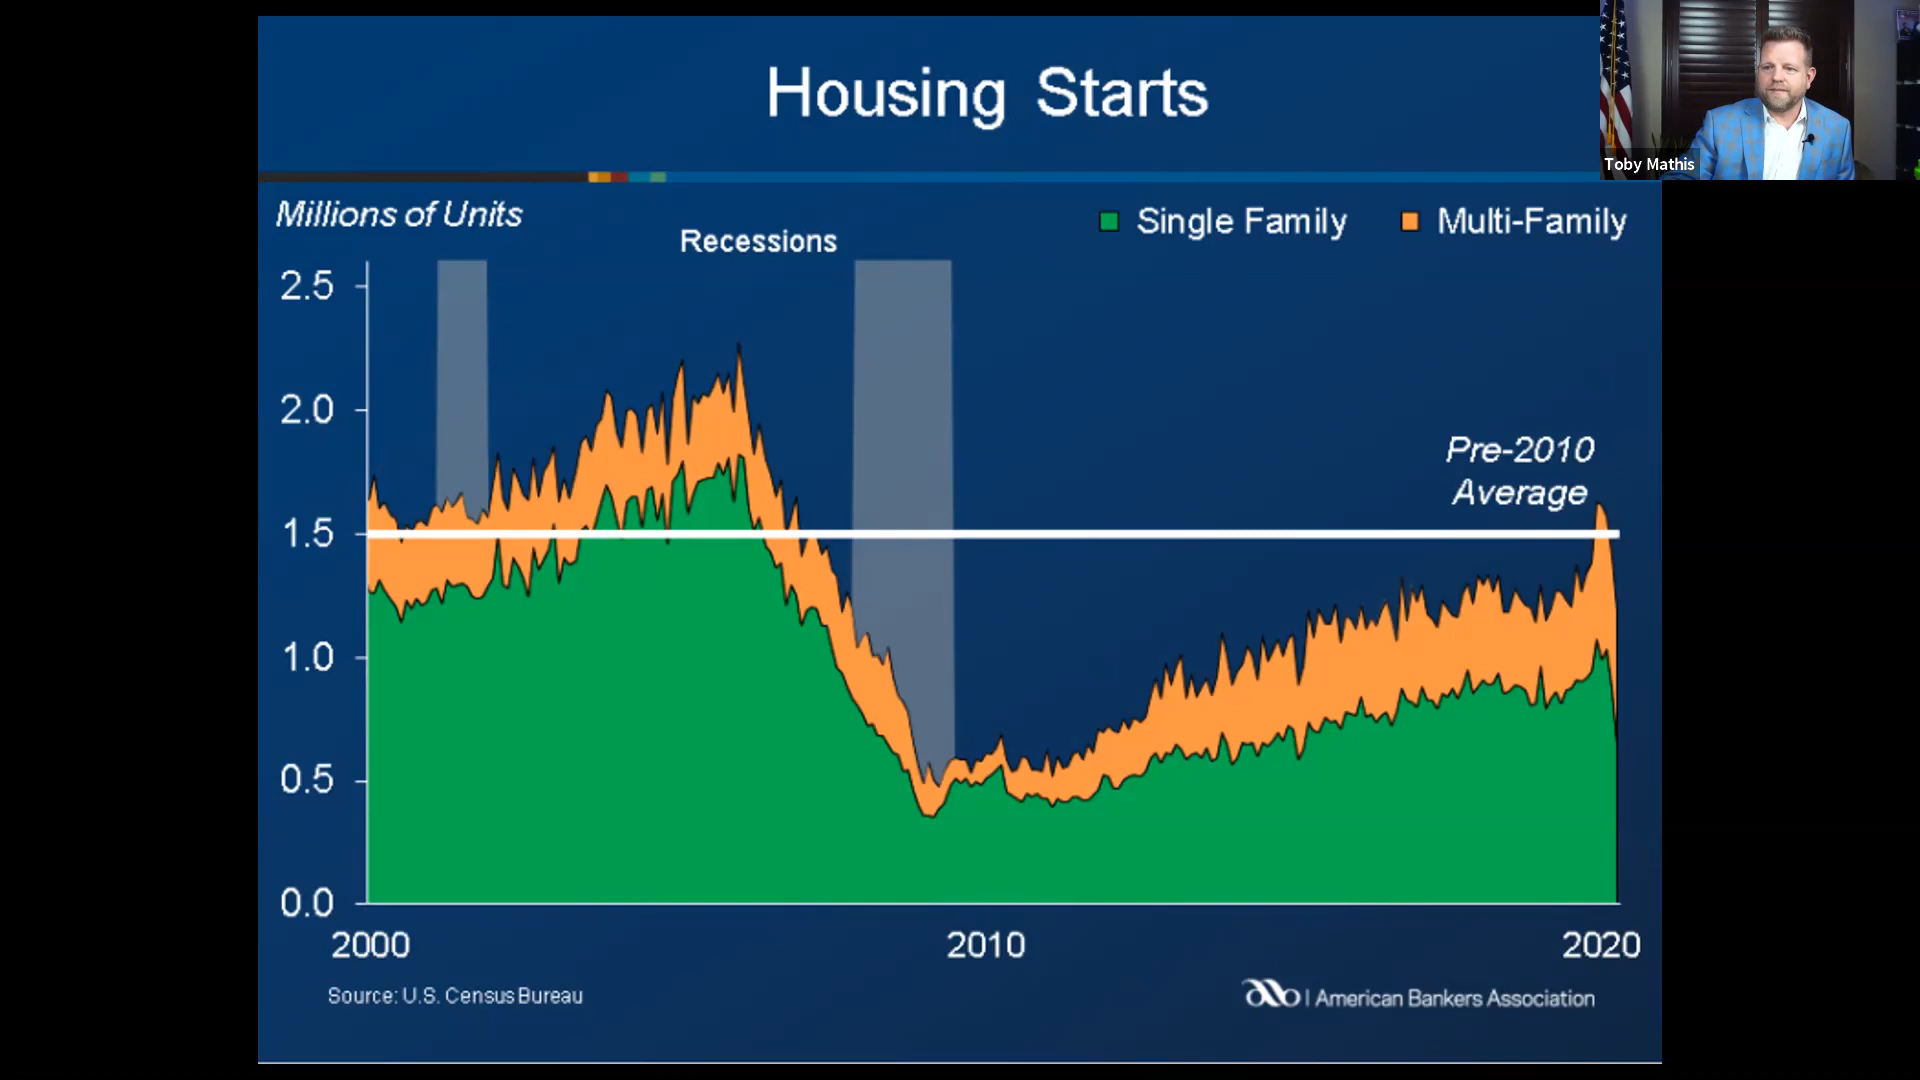 Housing Starts
Toby Mathis
Millions of Units
Recessions
Single Family
Multi-Family
2.5
2.0
Pre-2010
Average
1.5
1.0
0.5
0.0
2000
2010
2020
Source: U.S. Census Bureau
American Bankers Association